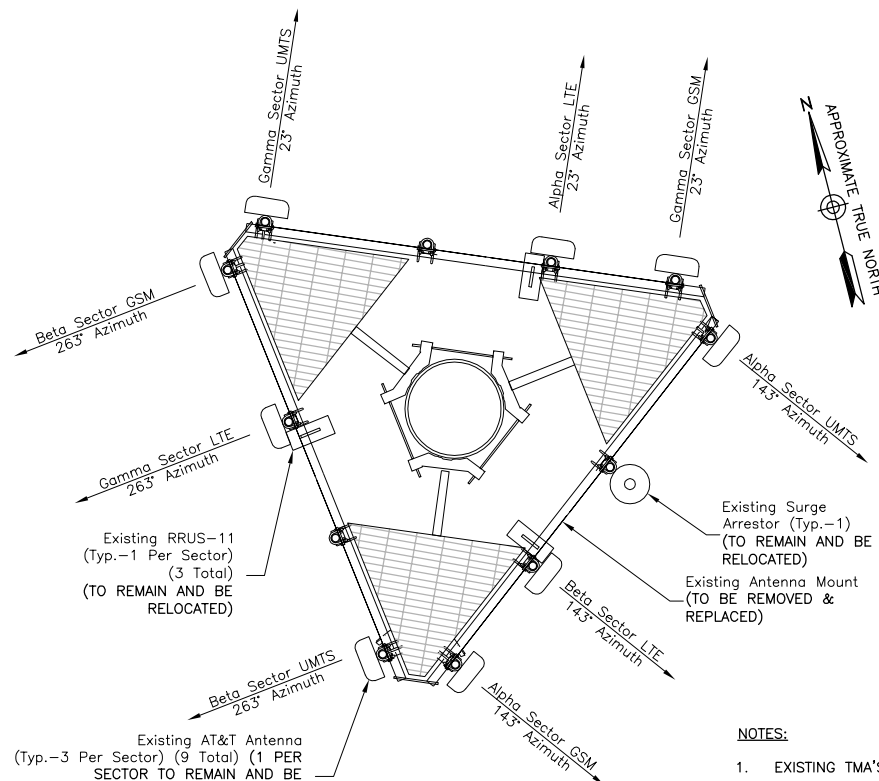 Gamma Sector UMTS
23° Azimuth
Alpha Sector LTE
23° Azimuth
Gamma Sector GSM
23° Azimuth
N
APPROXIMATE TRUE NORTH
Beta Sector GSM
263° Azimuth
Alpha Sector UMTS
143° Azimuth
Gamma Sector LTE
263° Azimuth
Existing Surge
Arrestor (Typ.-1)
(TO REMAIN AND BE
RELOCATED)
Existing RRUS-11
(Typ.-1 Per Sector)
(3 Total)
(TO REMAIN AND BE
RELOCATED)
Existing Antenna Mount
(TO BE REMOVED &
REPLACED)
Beta Sector LTE
143° Azimuth
Beta Sector UMTS
263° Azimuth
Alpha Sector GSM
143° Azimuth
Existing AT&T Antenna
(Typ.-3 Per Sector) (9 Total) (1 PER
SECTOR TO REMAIN AND BE
NOTES:
1. EXISTING TMA'S